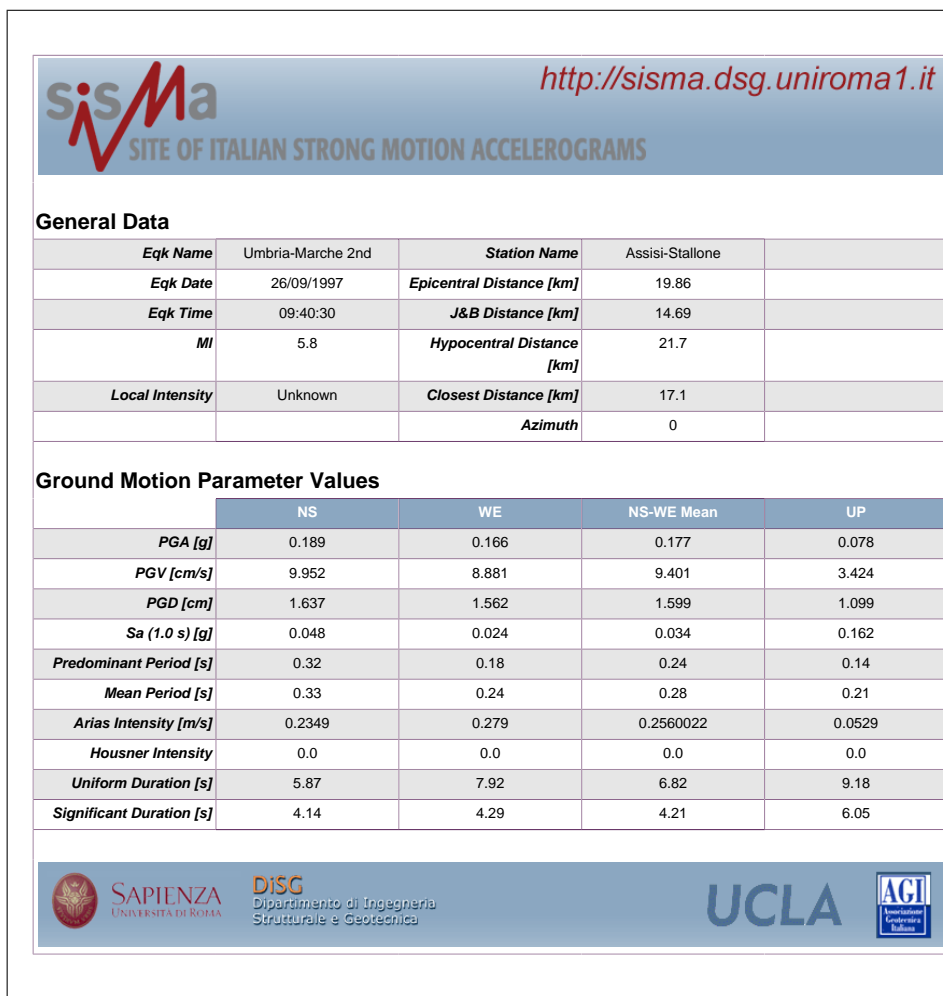 http://sisma.dsg.uniroma1.it
sisMa
SITE OF ITALIAN STRONG MOTION ACCELEROGRAMS
General Data
Eqk Name Umbria-Marche 2nd Station Name Assisi-Stallone
Eqk Date 26/09/1997 Epicentral Distance [km] 19.86
Eqk Time 09:40:30 J&B Distance [km] 14.69
Ml 5.8 Hypocentral Distance [km] 21.7
Local Intensity Unknown Closest Distance [km] 17.1
Azimuth 0
Ground Motion Parameter Values
NS WE NS-WE Mean UP
PGA [g] 0.189 0.166 0.177 0.078
PGV [cm/s] 9.952 8.881 9.401 3.424
PGD [cm] 1.637 1.562 1.599 1.099
Sa (1.0 s) [g] 0.048 0.024 0.034 0.162
Predominant Period [s] 0.32 0.18 0.24 0.14
Mean Period [s] 0.33 0.24 0.28 0.21
Arias Intensity [m/s] 0.2349 0.279 0.2560022 0.0529
Housner Intensity 0.0 0.0 0.0 0.0
Uniform Duration [s] 5.87 7.92 6.82 9.18
Significant Duration [s] 4.14 4.29 4.21 6.05
SAPIENZA
UNIVERSITÀ DI ROMA
DiSG
Dipartimento di Ingegneria
Strutturale e Geotecnica
UCLA
AGI
Associazione
Geotecnica
Italiana